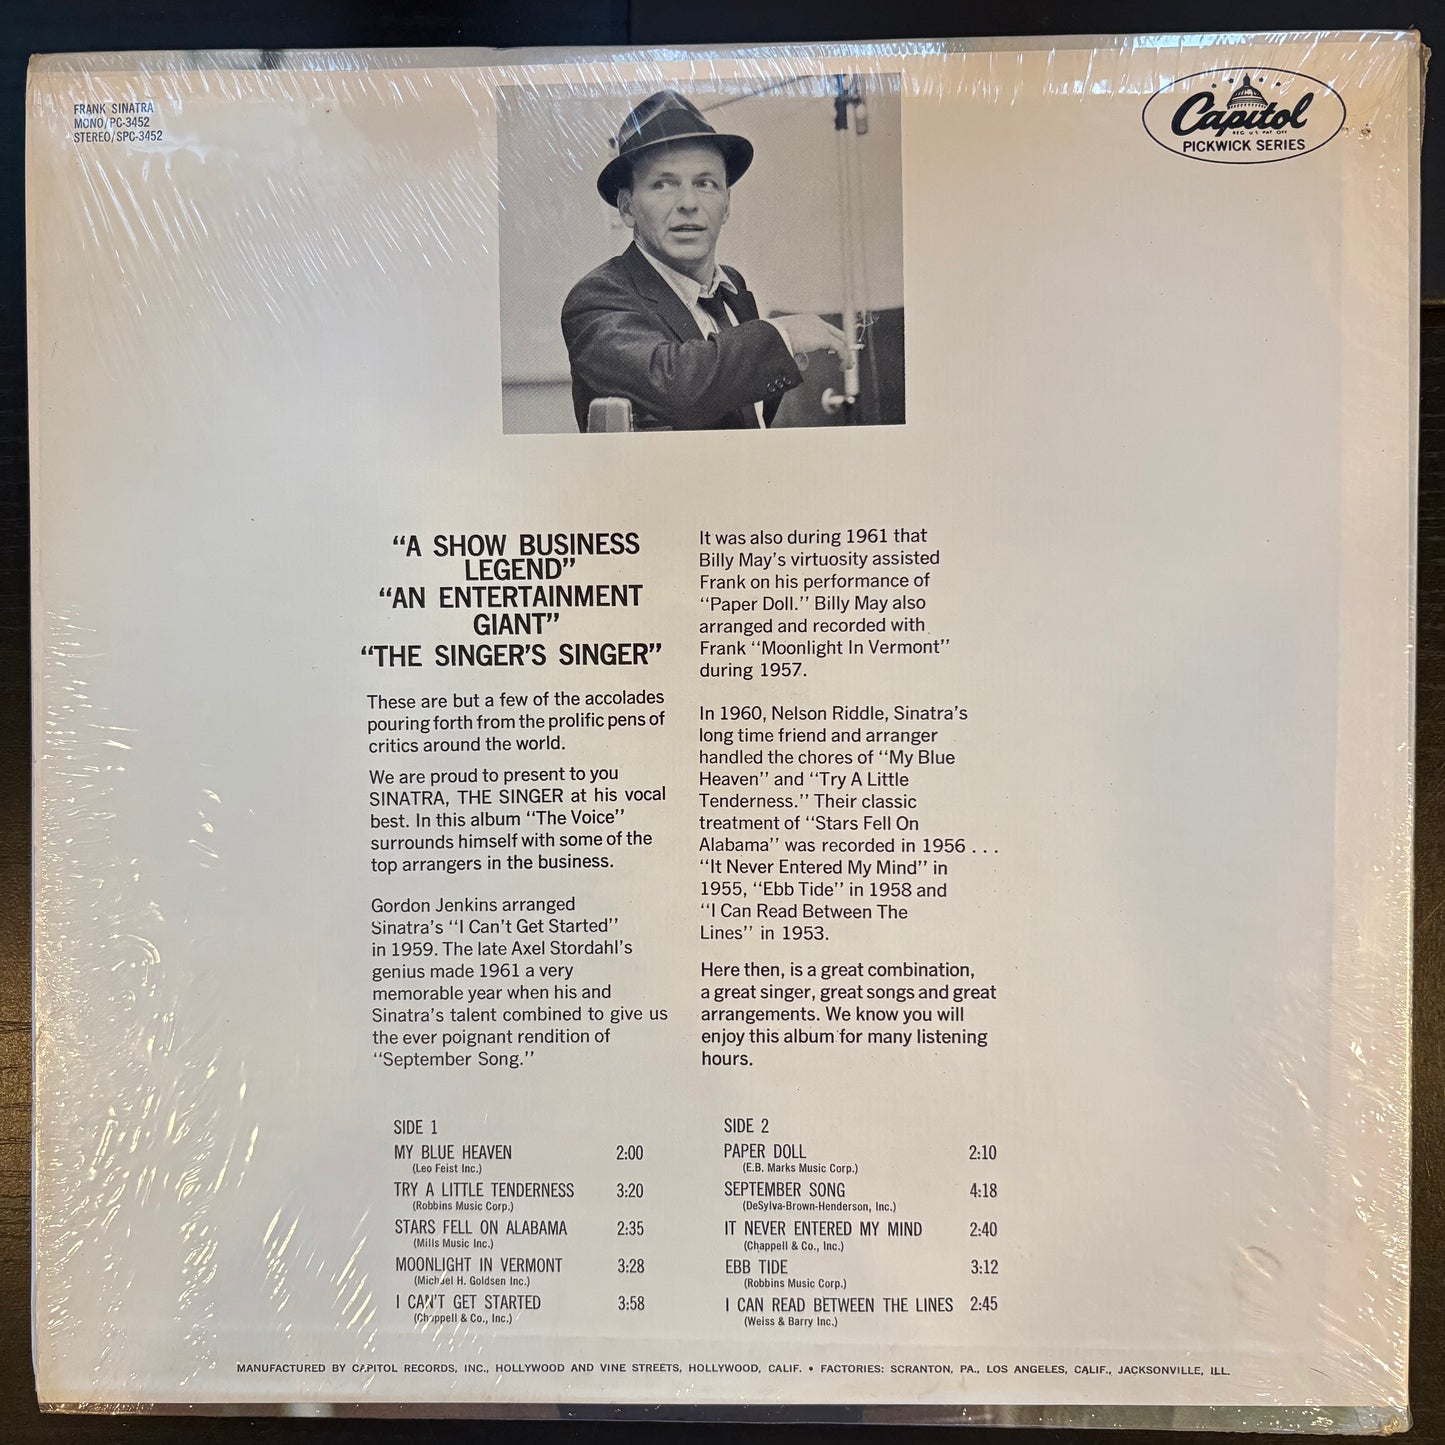 FRANK SINATRA
MONO/PC-3452
STEREO/SPC-3452
Capitol
REG U S PAT OFF
PICKWICK SERIES
“A SHOW BUSINESS
LEGEND”
“AN ENTERTAINMENT
GIANT”
“THE SINGER’S SINGER”
These are but a few of the accolades
pouring forth from the prolific pens of
critics around the world.
We are proud to present to you
SINATRA, THE SINGER at his vocal
best. In this album “The Voice”
surrounds himself with some of the
top arrangers in the business.
Gordon Jenkins arranged
Sinatra’s “I Can’t Get Started”
in 1959. The late Axel Stordahl’s
genius made 1961 a very
memorable year when his and
Sinatra’s talent combined to give us
the ever poignant rendition of
“September Song.”
It was also during 1961 that
Billy May’s virtuosity assisted
Frank on his performance of
“Paper Doll.” Billy May also
arranged and recorded with
Frank “Moonlight In Vermont”
during 1957.
In 1960, Nelson Riddle, Sinatra’s
long time friend and arranger
handled the chores of “My Blue
Heaven” and “Try A Little
Tenderness.” Their classic
treatment of “Stars Fell On
Alabama” was recorded in 1956 . . .
“It Never Entered My Mind” in
1955, “Ebb Tide” in 1958 and
“I Can Read Between The
Lines” in 1953.
Here then, is a great combination,
a great singer, great songs and great
arrangements. We know you will
enjoy this album for many listening
hours.
SIDE 1
MY BLUE HEAVEN 2:00
(Leo Feist Inc.)
TRY A LITTLE TENDERNESS 3:20
(Robbins Music Corp.)
STARS FELL ON ALABAMA 2:35
(Mills Music Inc.)
MOONLIGHT IN VERMONT 3:28
(Michael H. Goldsen Inc.)
I CAN’T GET STARTED 3:58
(Chappell & Co., Inc.)
SIDE 2
PAPER DOLL 2:10
(E.B. Marks Music Corp.)
SEPTEMBER SONG 4:18
(DeSylva-Brown-Henderson, Inc.)
IT NEVER ENTERED MY MIND 2:40
(Chappell & Co., Inc.)
EBB TIDE 3:12
(Robbins Music Corp.)
I CAN READ BETWEEN THE LINES 2:45
(Weiss & Barry Inc.)
MANUFACTURED BY CAPITOL RECORDS, INC., HOLLYWOOD AND VINE STREETS, HOLLYWOOD, CALIF. • FACTORIES: SCRANTON, PA., LOS ANGELES, CALIF., JACKSONVILLE, ILL.